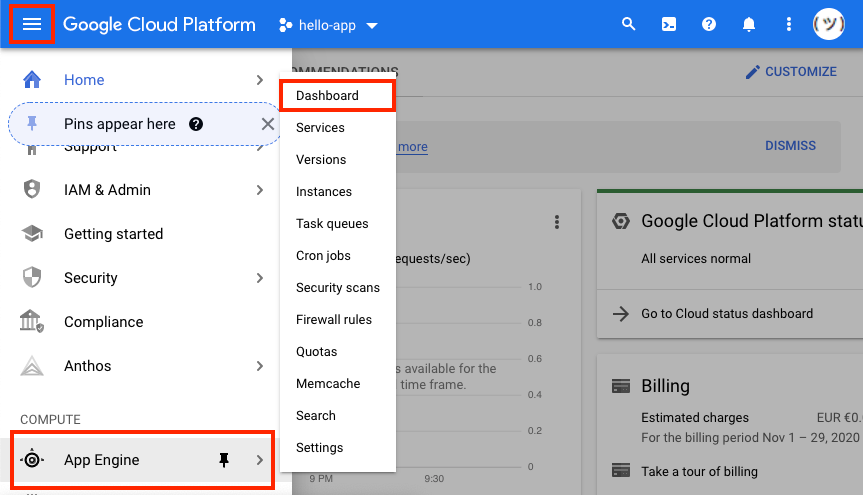 Google Cloud Platform
hello-app
(ツ)
Home
Pins appear here
Support
IAM & Admin
Getting started
Security
Compliance
Anthos
COMPUTE
App Engine
Dashboard
Services
Versions
Instances
Task queues
Cron jobs
Security scans
Firewall rules
Quotas
Memcache
Search
Settings
OMMENDATIONS
CUSTOMIZE
more
DISMISS
equests/sec)
1.0
0.8
0.6
s available for the
time frame.
0.4
0.2
0
9 PM
9:30
Google Cloud Platform statu
All services normal
Go to Cloud status dashboard
Billing
Estimated charges
EUR €0.
For the billing period Nov 1 – 29, 2020
Take a tour of billing